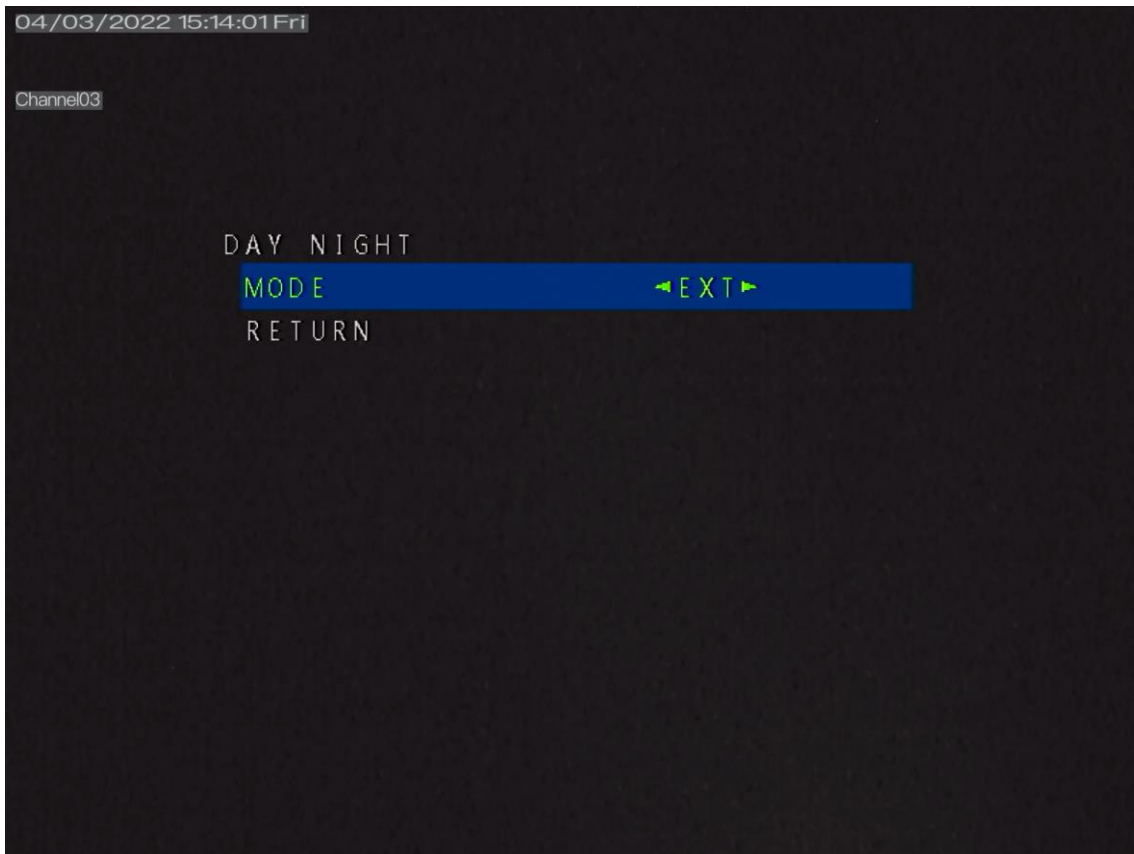 04/03/2022 15:14:01 Fri
Channel03
DAY NIGHT
MODE ◄EXT►
RETURN